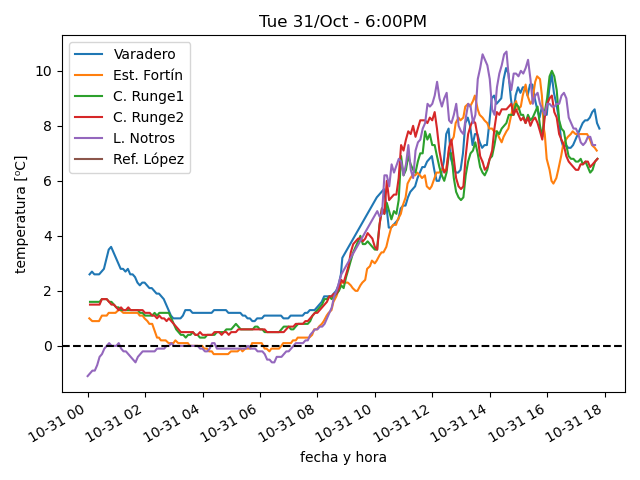 Tue 31/Oct - 6:00PM
Varadero
Est. Fortín
C. Runge1
C. Runge2
L. Notros
Ref. López
temperatura [ºC]
10
8
6
4
2
0
10-31 00
10-31 02
10-31 04
10-31 06
10-31 08
10-31 10
10-31 12
10-31 14
10-31 16
10-31 18
fecha y hora